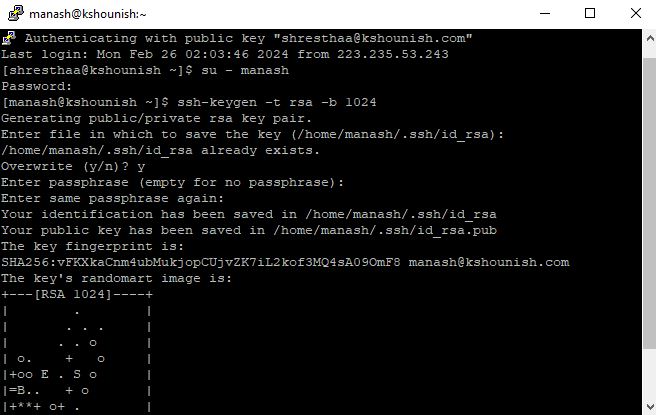 manash@kshounish:~
Authenticating with public key "shresthaa@kshounish.com"
Last login: Mon Feb 26 02:03:46 2024 from 223.235.53.243
[shresthaa@kshounish ~]$ su - manash
Password:
[manash@kshounish ~]$ ssh-keygen -t rsa -b 1024
Generating public/private rsa key pair.
Enter file in which to save the key (/home/manash/.ssh/id_rsa):
/home/manash/.ssh/id_rsa already exists.
Overwrite (y/n)? y
Enter passphrase (empty for no passphrase):
Enter same passphrase again:
Your identification has been saved in /home/manash/.ssh/id_rsa
Your public key has been saved in /home/manash/.ssh/id_rsa.pub
The key fingerprint is:
SHA256:vFKXkaCnm4ubMukjopCUjvZK7iL2kof3MQ4sA09OmF8 manash@kshounish.com
The key's randomart image is:
+---[RSA 1024]----+
|        .        |
|       . . .     |
|      . . o      |
| o.    +   o     |
|+oo E . S o      |
|=B..   + o       |
|+**+ o+ .        |